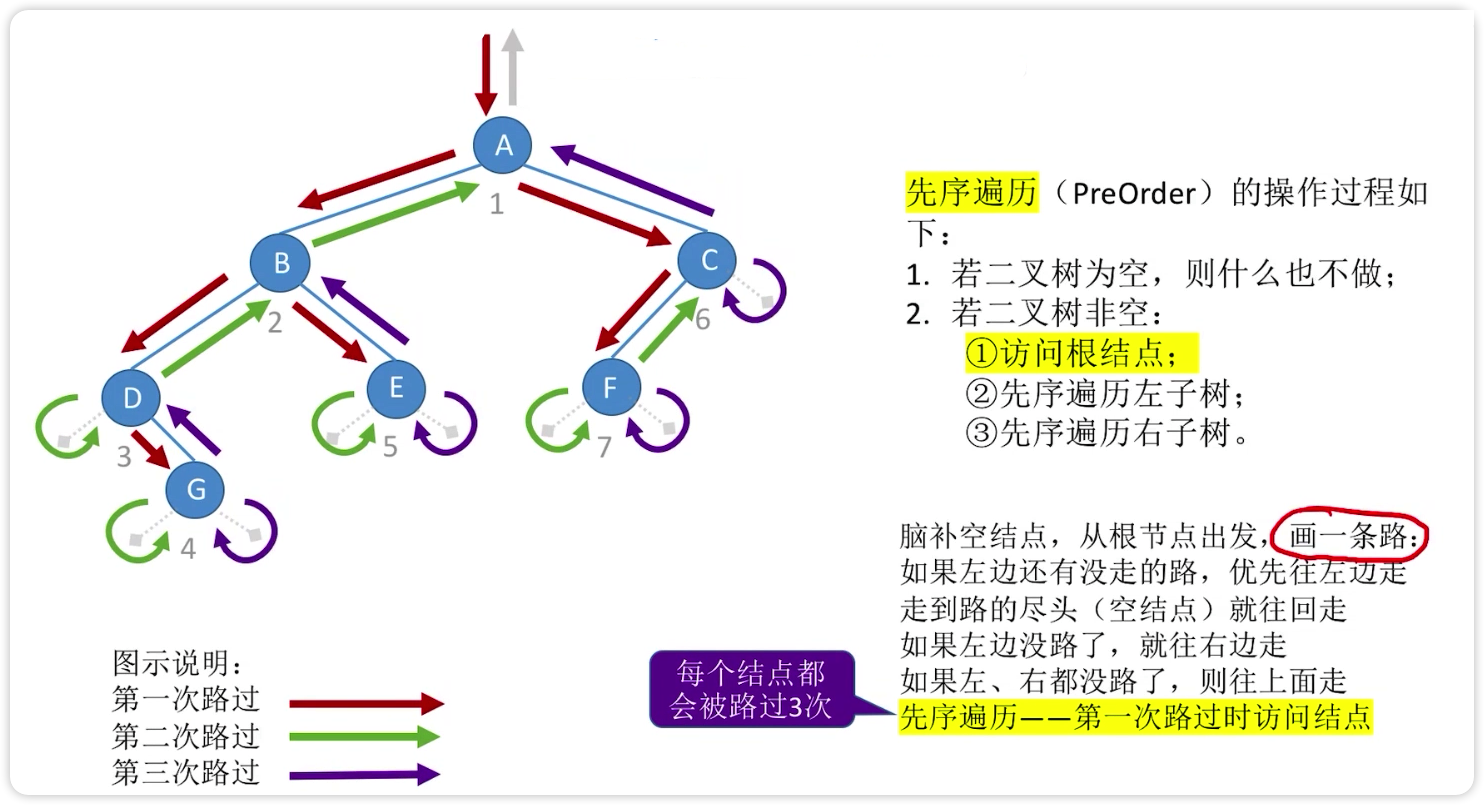 A
1
B
C
2
6
D
E
F
3
5
7
G
4
先序遍历（PreOrder）的操作过程如
下：
1. 若二叉树为空，则什么也不做；
2. 若二叉树非空：
①访问根结点；
②先序遍历左子树；
③先序遍历右子树。
脑补空结点，从根节点出发，画一条路：
如果左边还有没走的路，优先往左边走
走到路的尽头（空结点）就往回走
如果左边没路了，就往右边走
如果左、右都没路了，则往上面走
先序遍历——第一次路过时访问结点
每个结点都
会被路过3次
图示说明：
第一次路过
第二次路过
第三次路过